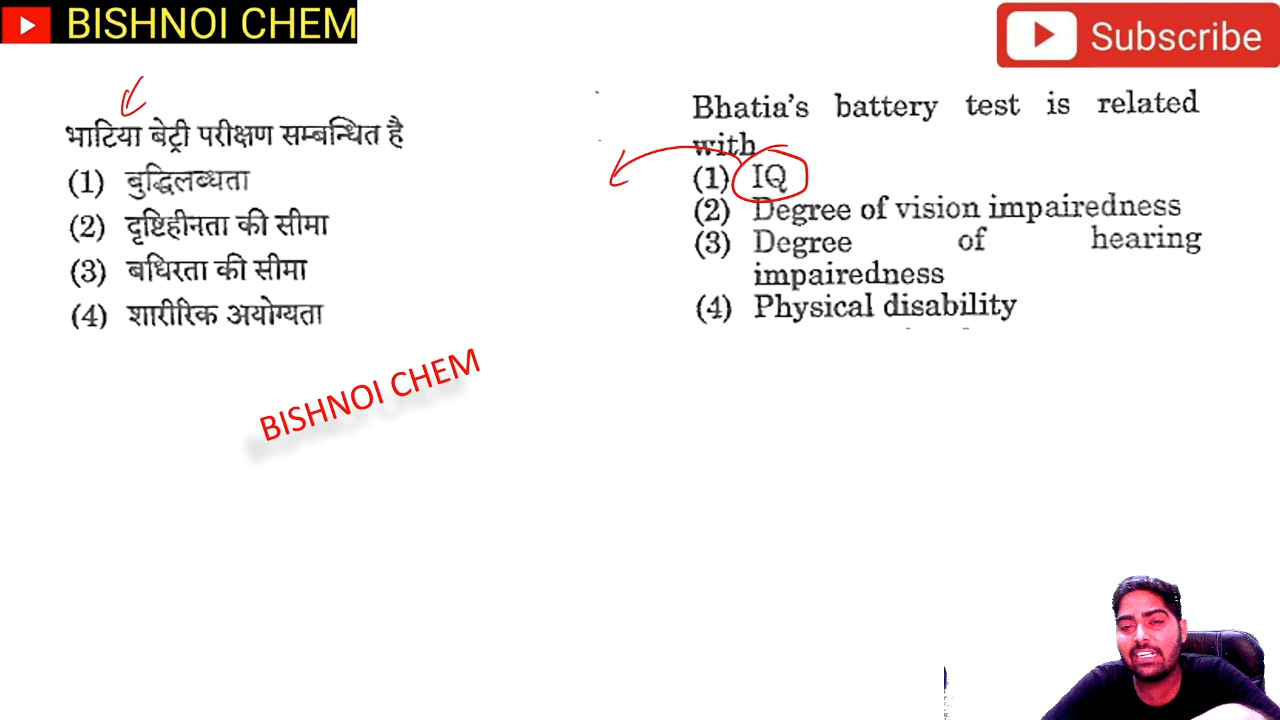 BISHNOI CHEM
Subscribe
भाटिया बेट्री परीक्षण सम्बन्धित है
(1) बुद्धिलब्धता
(2) दृष्टिहीनता की सीमा
(3) बधिरता की सीमा
(4) शारीरिक अयोग्यता
Bhatia's battery test is related
with
(1) IQ
(2) Degree of vision impairedness
(3) Degree of hearing
impairedness
(4) Physical disability
BISHNOI CHEM